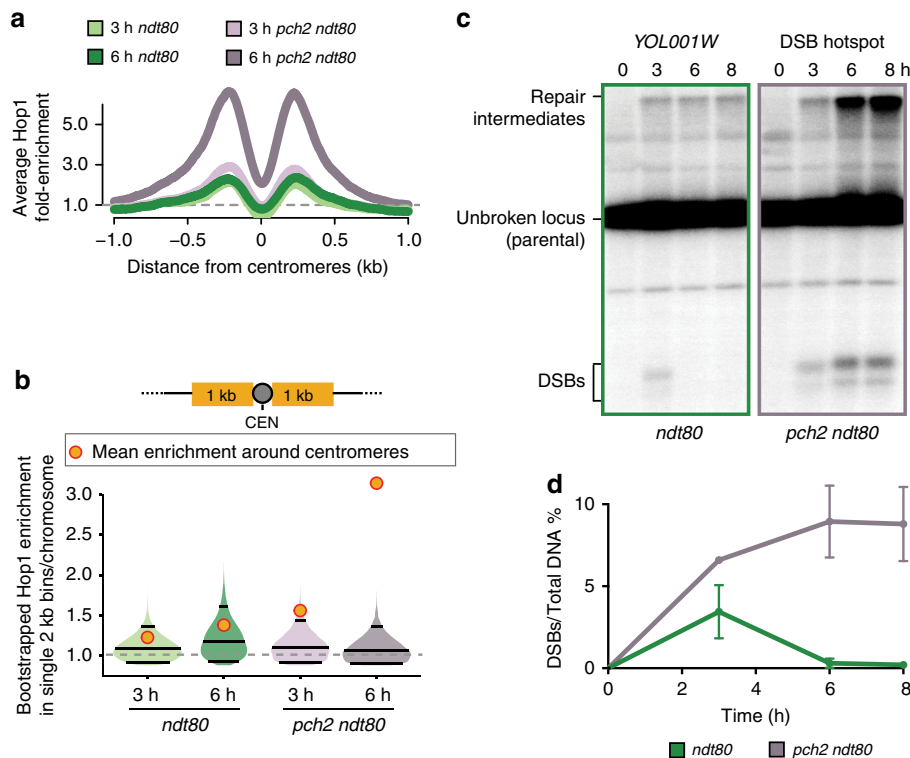 a
3 h ndt80
3 h pch2 ndt80
6 h ndt80
6 h pch2 ndt80
Average Hop1
fold-enrichment
5.0
3.0
1.0
−1.0
−0.5
0
0.5
1.0
Distance from centromeres (kb)
b
1 kb
1 kb
CEN
Mean enrichment around centromeres
Bootstrapped Hop1 enrichment
in single 2 kb bins/chromosome
3.0
2.5
2.0
1.5
1.0
3 h
6 h
3 h
6 h
ndt80
pch2 ndt80
c
YOL001W
DSB hotspot
0 3 6 8
0 3 6 8 h
Repair
intermediates
Unbroken locus
(parental)
DSBs
ndt80
pch2 ndt80
d
DSBs/Total DNA %
10
5
0
0
2
4
6
8
Time (h)
ndt80
pch2 ndt80